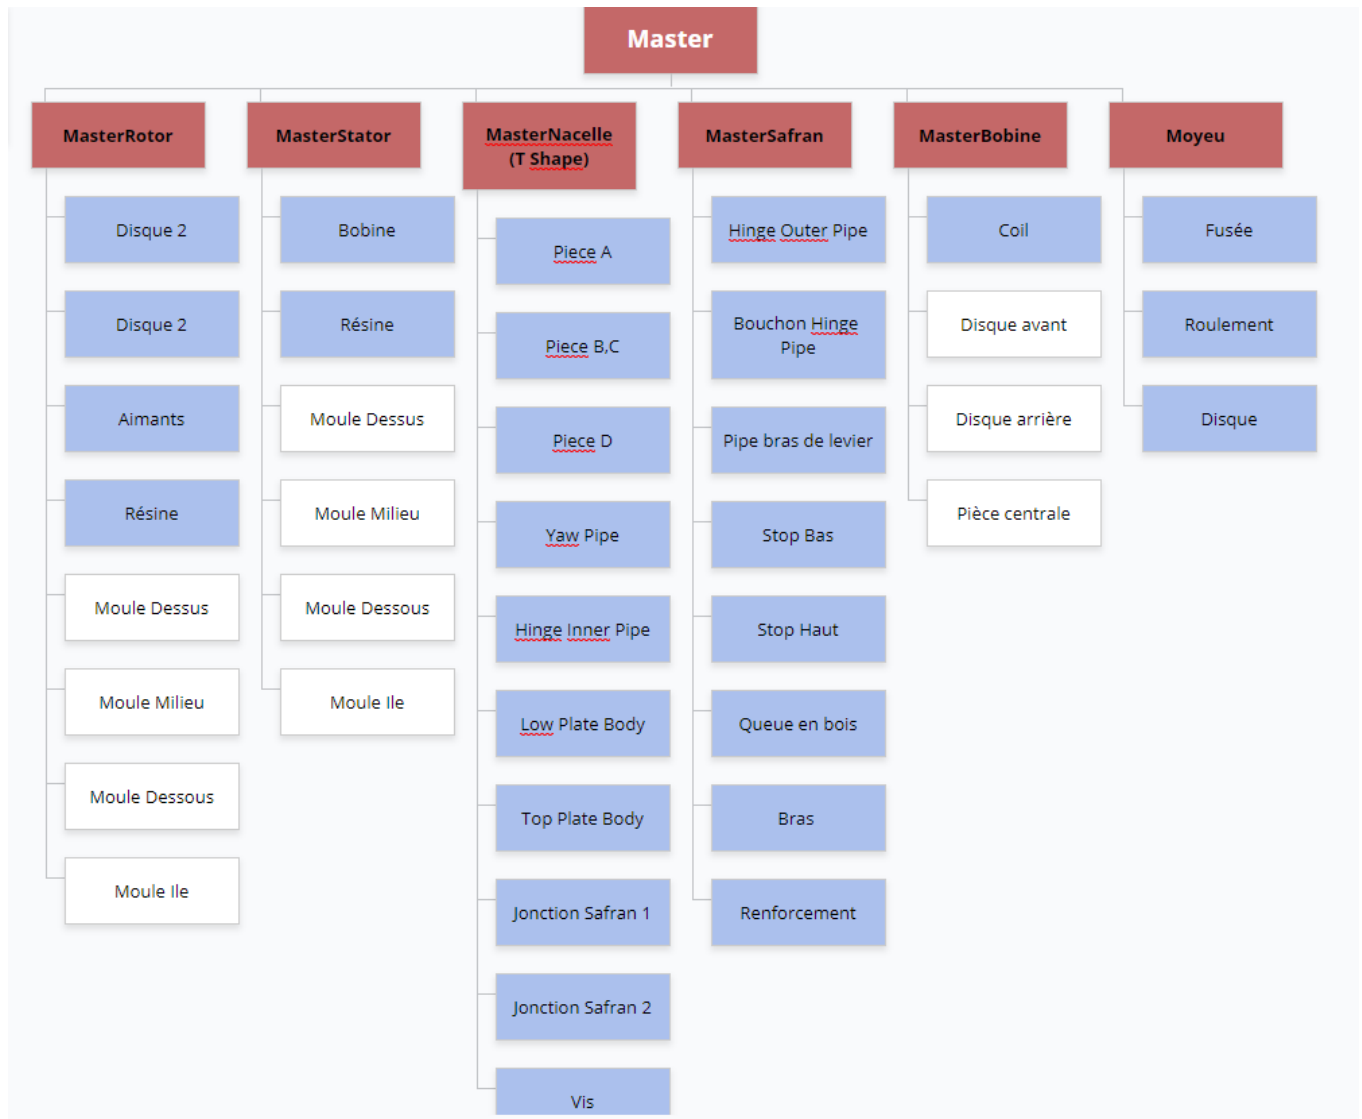 Master
MasterRotor
Disque 2
Disque 2
Aimants
Résine
Moule Dessus
Moule Milieu
Moule Dessous
Moule Ile
MasterStator
Bobine
Résine
Moule Dessus
Moule Milieu
Moule Dessous
Moule Ile
MasterNacelle
(T Shape)
Piece A
Piece B,C
Piece D
Yaw Pipe
Hinge Inner Pipe
Low Plate Body
Top Plate Body
Jonction Safran 1
Jonction Safran 2
Vis
MasterSafran
Hinge Outer Pipe
Bouchon Hinge
Pipe
Pipe bras de levier
Stop Bas
Stop Haut
Queue en bois
Bras
Renforcement
MasterBobine
Coil
Disque avant
Disque arrière
Pièce centrale
Moyeu
Fusée
Roulement
Disque